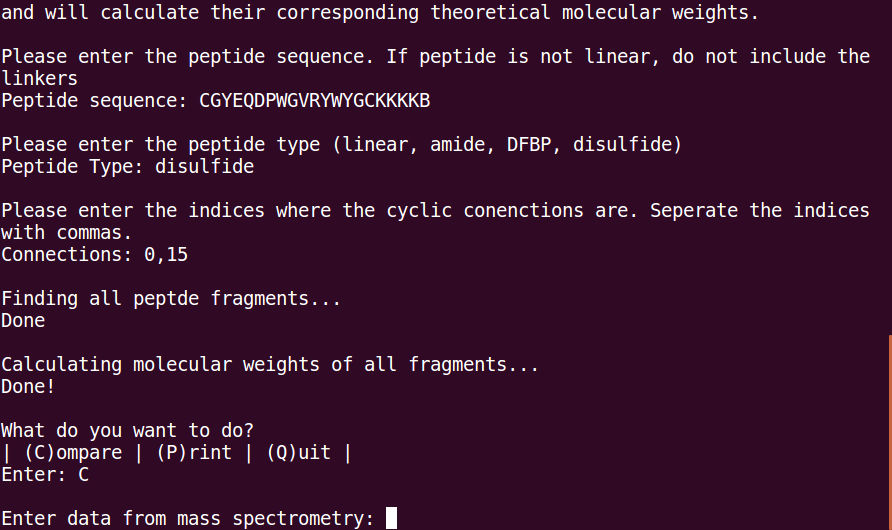 and will calculate their corresponding theoretical molecular weights.
Please enter the peptide sequence. If peptide is not linear, do not include the
linkers
Peptide sequence: CGYEQDPWGVRYWYGCKKKKB
Please enter the peptide type (linear, amide, DFBP, disulfide)
Peptide Type: disulfide
Please enter the indices where the cyclic conenctions are. Seperate the indices
with commas.
Connections: 0,15
Finding all peptde fragments...
Done
Calculating molecular weights of all fragments...
Done!
What do you want to do?
| (C)ompare | (P)rint | (Q)uit |
Enter: C
Enter data from mass spectrometry: